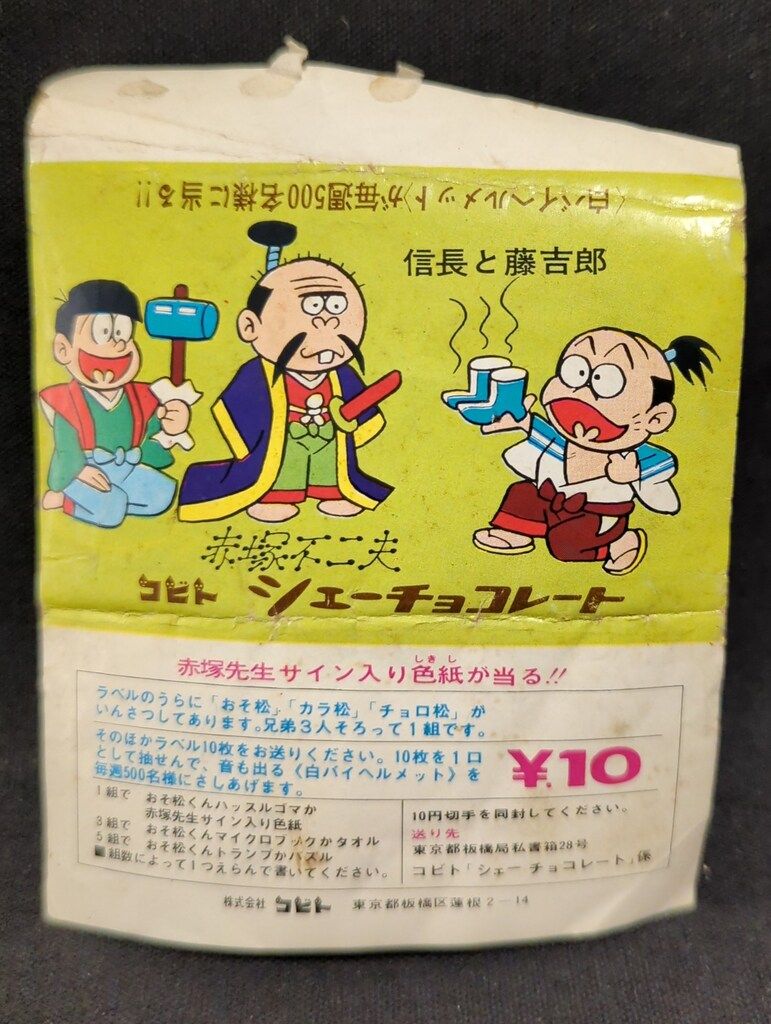 〈白バイヘルメット〉が毎週500名様に当る!!
信長と藤吉郎
赤塚不二夫
コビト シェーチョコレート
赤塚先生サイン入り色紙が当る!!
しきし
ラベルのうらに「おそ松」「カラ松」「チョロ松」が
いんさつしてあります。兄弟3人そろって1組です。
そのほかラベル10枚をお送りください。10枚を1口
として抽せんで、音も出る《白バイヘルメット》を
毎週500名様にさしあげます。
¥10
1組で おそ松くんハッスルゴマか
赤塚先生サイン入り色紙
3組で おそ松くんマイクロブックかタオル
5組で おそ松くんトランプかパズル
■組数によって1つえらんで書いてください。
10円切手を同封してください。
送り先
東京都板橋局私書箱28号
コビト「シェーチョコレート」係
株式会社 コビト 東京都板橋区蓮根2-14